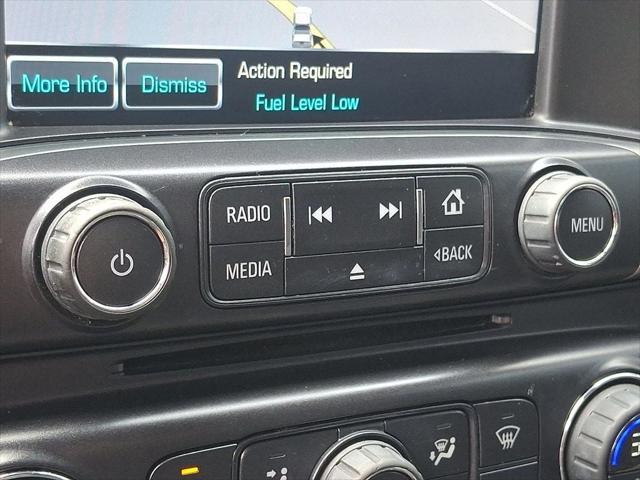 More Info
Dismiss
Action Required
Fuel Level Low
RADIO
MEDIA
BACK
MENU